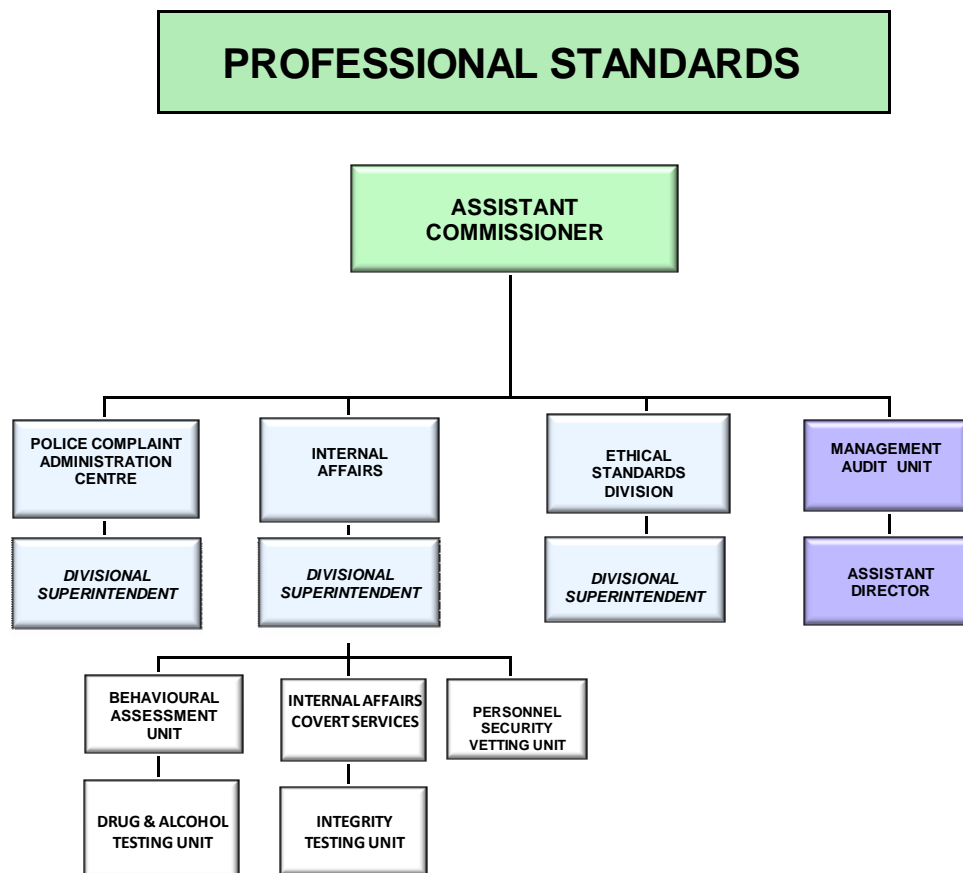 PROFESSIONAL STANDARDS
ASSISTANT
COMMISSIONER
POLICE COMPLAINT
ADMINISTRATION
CENTRE
INTERNAL
AFFAIRS
ETHICAL
STANDARDS
DIVISION
MANAGEMENT
AUDIT UNIT
DIVISIONAL
SUPERINTENDENT
DIVISIONAL
SUPERINTENDENT
DIVISIONAL
SUPERINTENDENT
ASSISTANT
DIRECTOR
BEHAVIOURAL
ASSESSMENT
UNIT
INTERNAL AFFAIRS
COVERT SERVICES
PERSONNEL
SECURITY
VETTING UNIT
DRUG & ALCOHOL
TESTING UNIT
INTEGRITY
TESTING UNIT